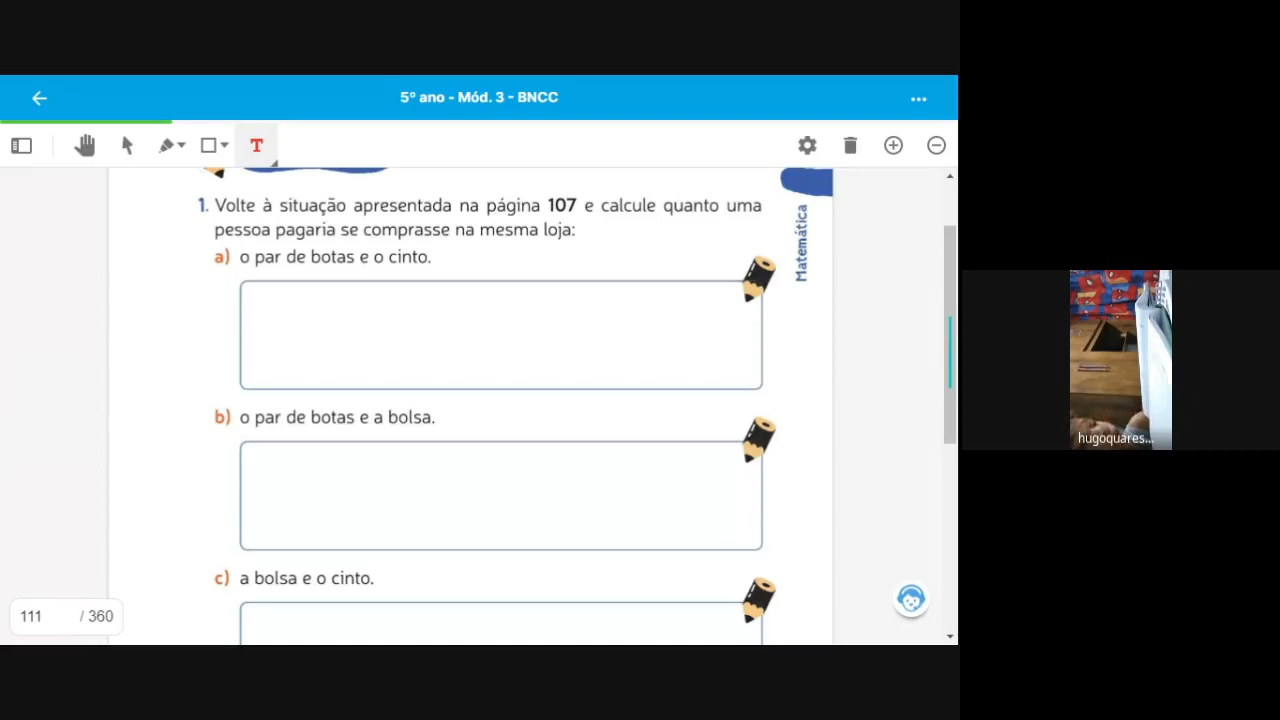 5º ano - Mód. 3 - BNCC
T
1. Volte à situação apresentada na página 107 e calcule quanto uma
pessoa pagaria se comprasse na mesma loja:
a) o par de botas e o cinto.
Matemática
b) o par de botas e a bolsa.
c) a bolsa e o cinto.
111 / 360
hugoquares...